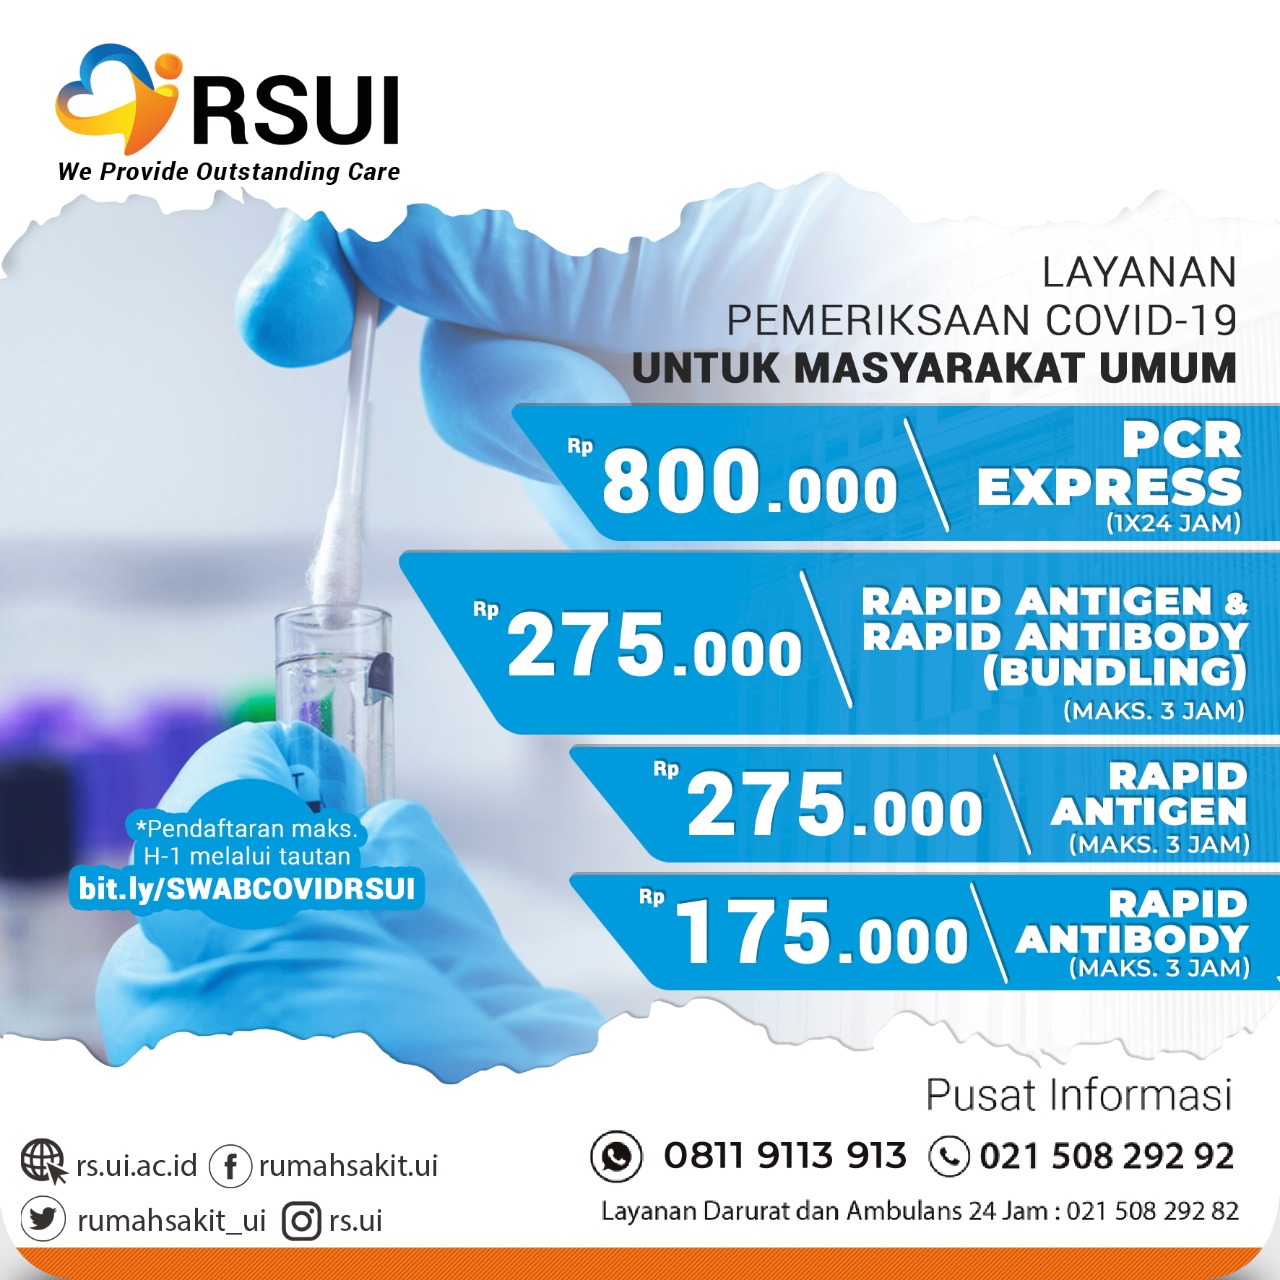 RSUI
We Provide Outstanding Care
LAYANAN
PEMERIKSAAN COVID-19
UNTUK MASYARAKAT UMUM
Rp 800.000
PCR
EXPRESS
(1X24 JAM)
Rp 275.000
RAPID ANTIGEN &
RAPID ANTIBODY
(BUNDLING)
(MAKS. 3 JAM)
Rp 275.000
RAPID
ANTIGEN
(MAKS. 3 JAM)
Rp 175.000
RAPID
ANTIBODY
(MAKS. 3 JAM)
*Pendaftaran maks.
H-1 melalui tautan
bit.ly/SWABCOVIDRSUI
Pusat Informasi
0811 9113 913 021 508 292 92
Layanan Darurat dan Ambulans 24 Jam : 021 508 292 82
rs.ui.ac.id rumahsakit.ui
rumahsakit_ui rs.ui